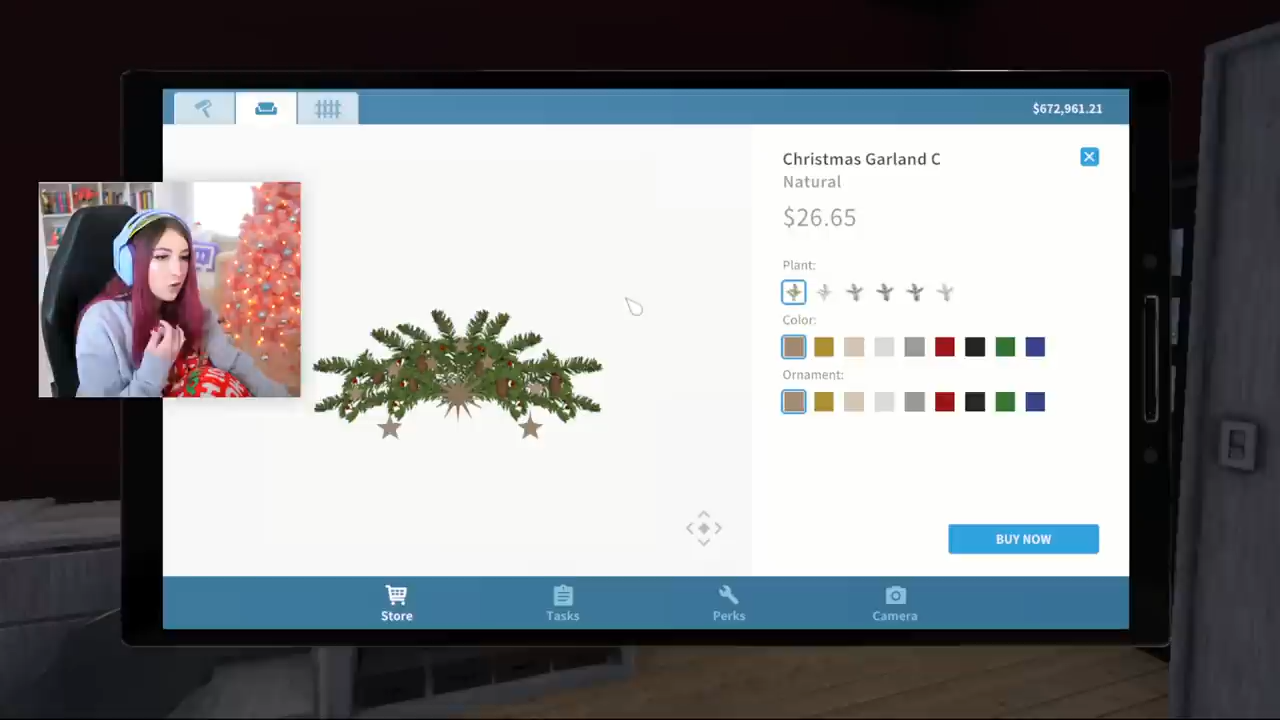 $672,961.21
Christmas Garland C
Natural
$26.65
Plant:
Color:
Ornament:
BUY NOW
Store
Tasks
Perks
Camera